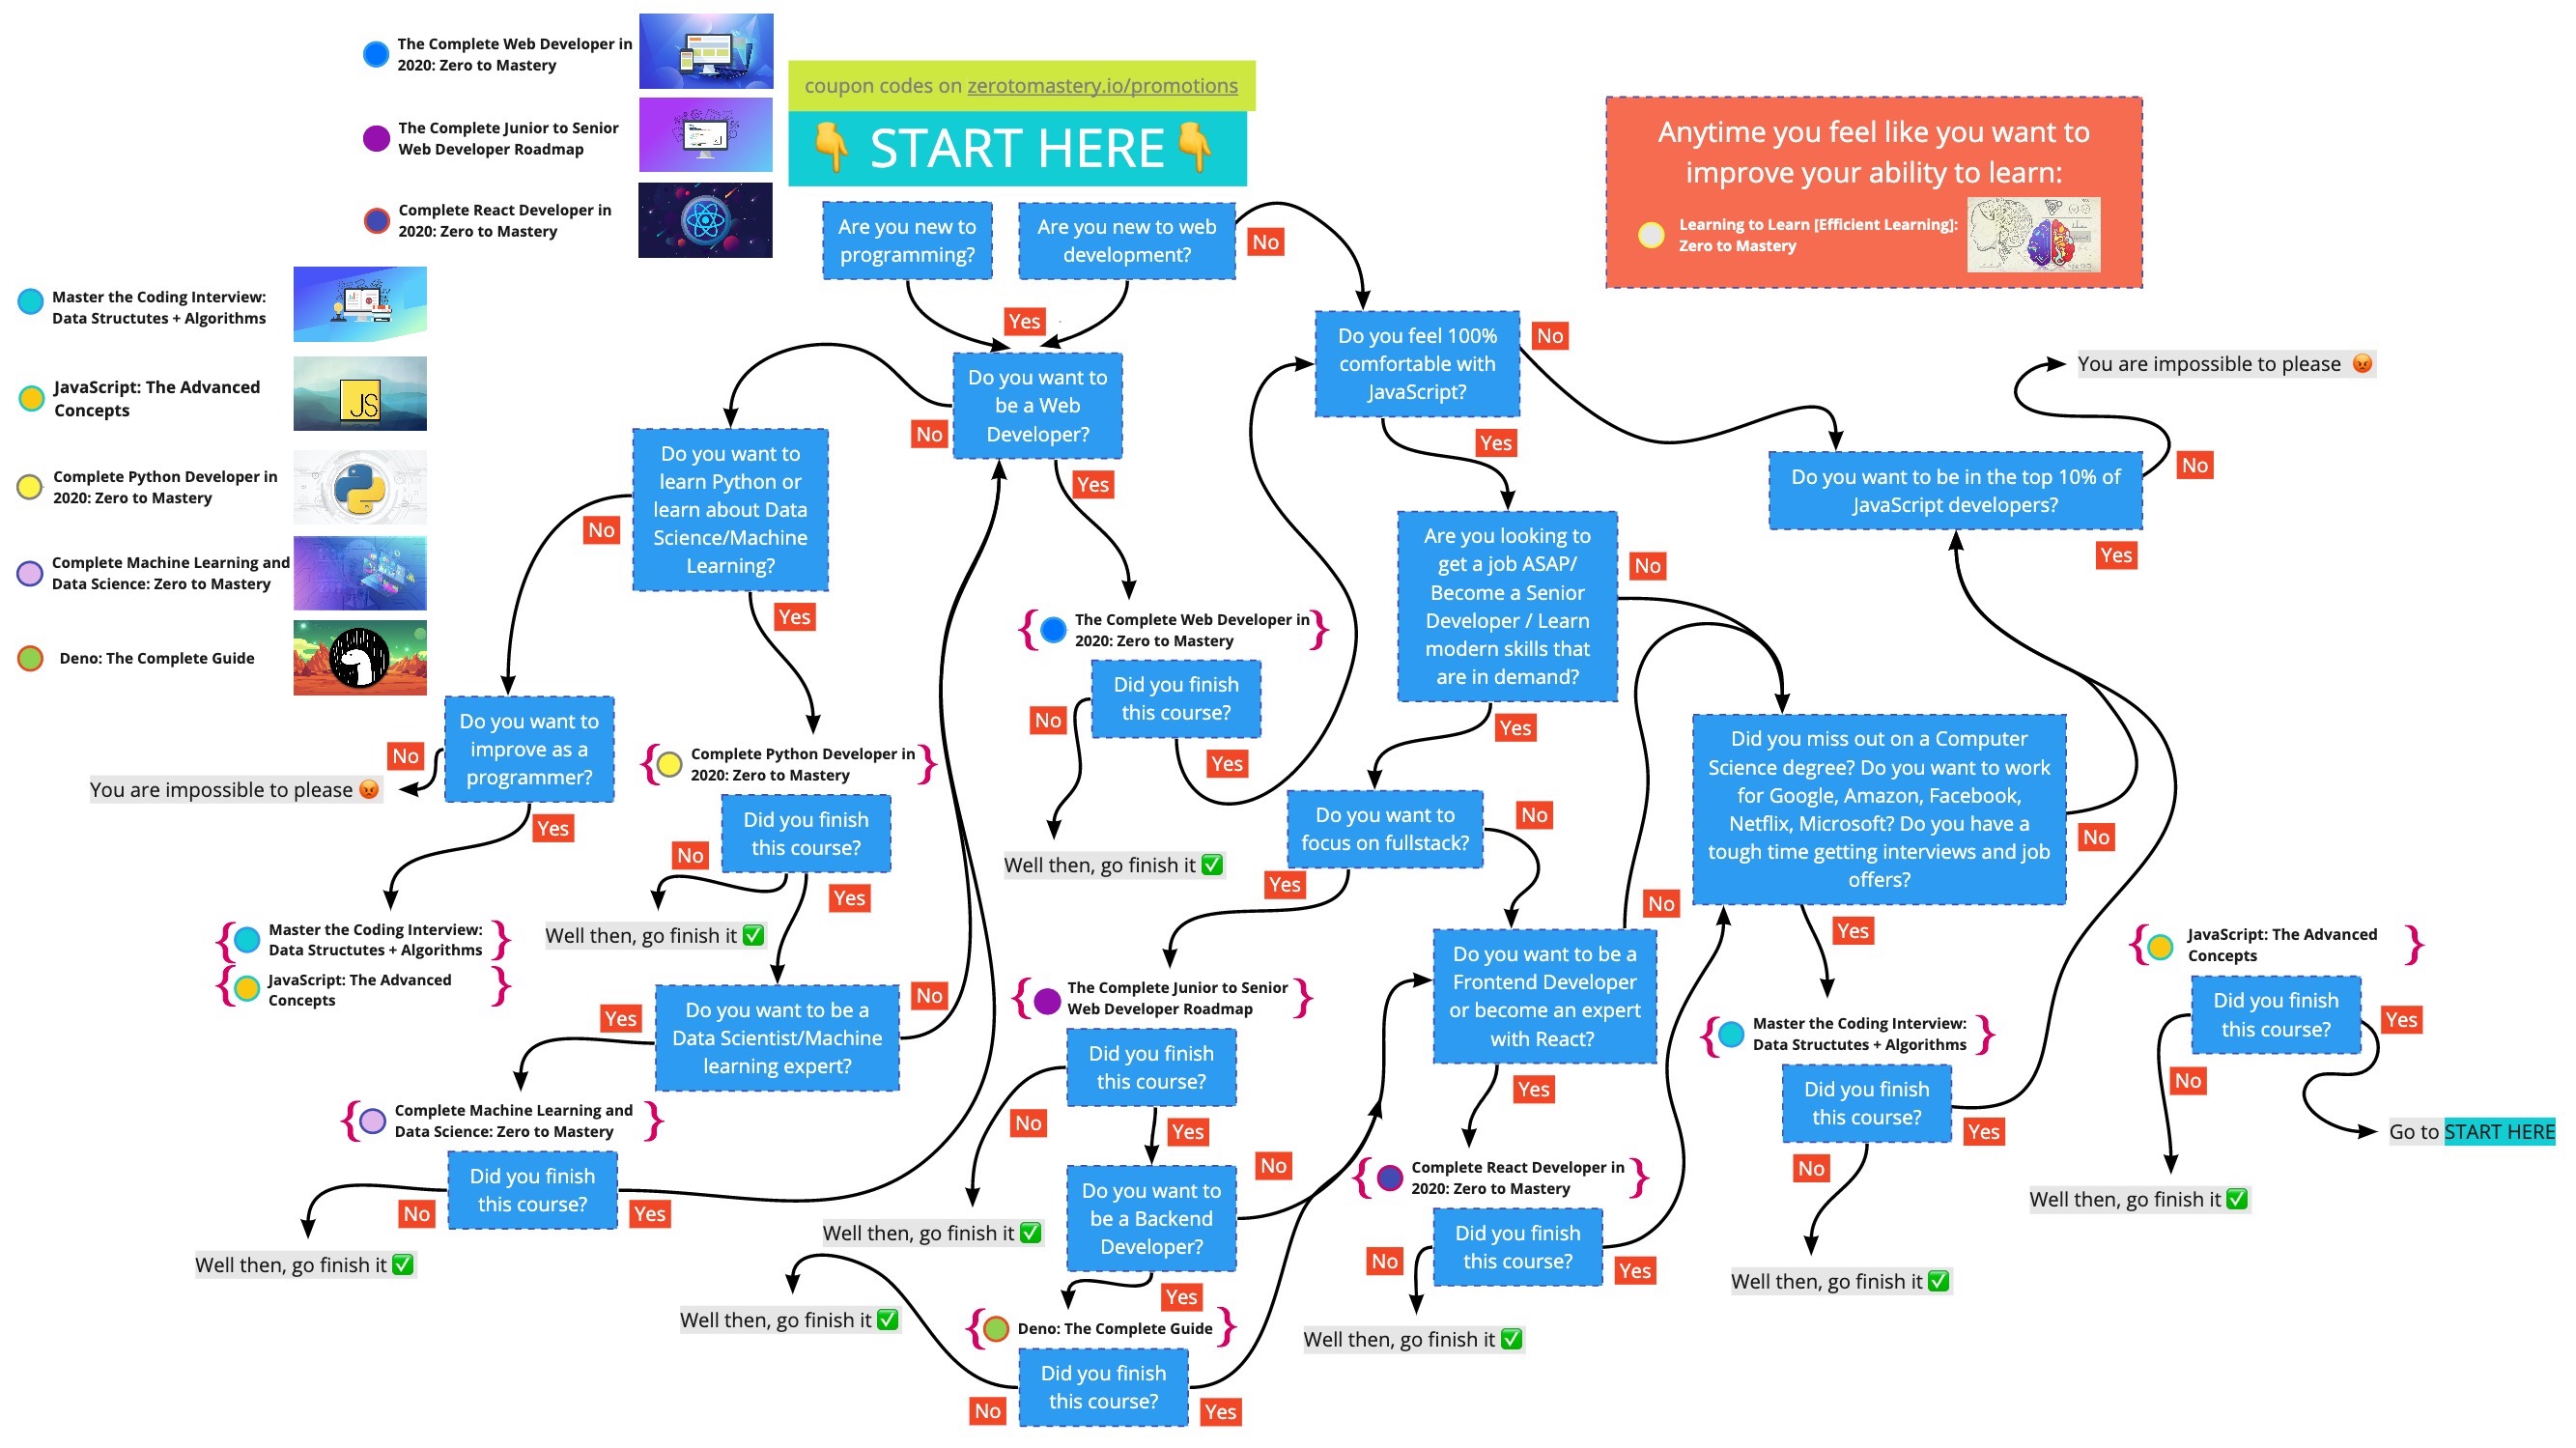 The Complete Web Developer in
2020: Zero to Mastery
The Complete Junior to Senior
Web Developer Roadmap
Complete React Developer in
2020: Zero to Mastery
coupon codes on zerotomastery.io/promotions
👇 START HERE 👇
Anytime you feel like you want to
improve your ability to learn:
Learning to Learn [Efficient Learning]:
Zero to Mastery
Master the Coding Interview:
Data Structutes + Algorithms
JavaScript: The Advanced
Concepts
JS
Complete Python Developer in
2020: Zero to Mastery
Complete Machine Learning and
Data Science: Zero to Mastery
Deno: The Complete Guide
Are you new to
programming?
Are you new to web
development?
No
Yes
Do you want to
be a Web
Developer?
No
Yes
Do you feel 100%
comfortable with
JavaScript?
No
Yes
You are impossible to please 😡
Do you want to be in the top 10% of
JavaScript developers?
No
Yes
Do you want to
learn Python or
learn about Data
Science/Machine
Learning?
No
Yes
The Complete Web Developer in
2020: Zero to Mastery
Did you finish
this course?
No
Yes
Well then, go finish it ✅
Are you looking to
get a job ASAP/
Become a Senior
Developer / Learn
modern skills that
are in demand?
No
Yes
Do you want to
improve as a
programmer?
No
You are impossible to please 😡
Yes
Master the Coding Interview:
Data Structutes + Algorithms
JavaScript: The Advanced
Concepts
Complete Python Developer in
2020: Zero to Mastery
Did you finish
this course?
No
Yes
Well then, go finish it ✅
Do you want to be a
Data Scientist/Machine
learning expert?
Yes
No
Complete Machine Learning and
Data Science: Zero to Mastery
Did you finish
this course?
No
Yes
Well then, go finish it ✅
Do you want to
focus on fullstack?
No
Yes
The Complete Junior to Senior
Web Developer Roadmap
Did you finish
this course?
No
Yes
Well then, go finish it ✅
Do you want to
be a Backend
Developer?
No
Yes
Deno: The Complete Guide
Did you finish
this course?
No
Yes
Well then, go finish it ✅
Do you want to be a
Frontend Developer
or become an expert
with React?
No
Yes
Complete React Developer in
2020: Zero to Mastery
Did you finish
this course?
No
Yes
Well then, go finish it ✅
Did you miss out on a Computer
Science degree? Do you want to work
for Google, Amazon, Facebook,
Netflix, Microsoft? Do you have a
tough time getting interviews and job
offers?
No
Yes
Master the Coding Interview:
Data Structutes + Algorithms
Did you finish
this course?
Yes
No
Well then, go finish it ✅
JavaScript: The Advanced
Concepts
Did you finish
this course?
Yes
No
Go to START HERE
Well then, go finish it ✅